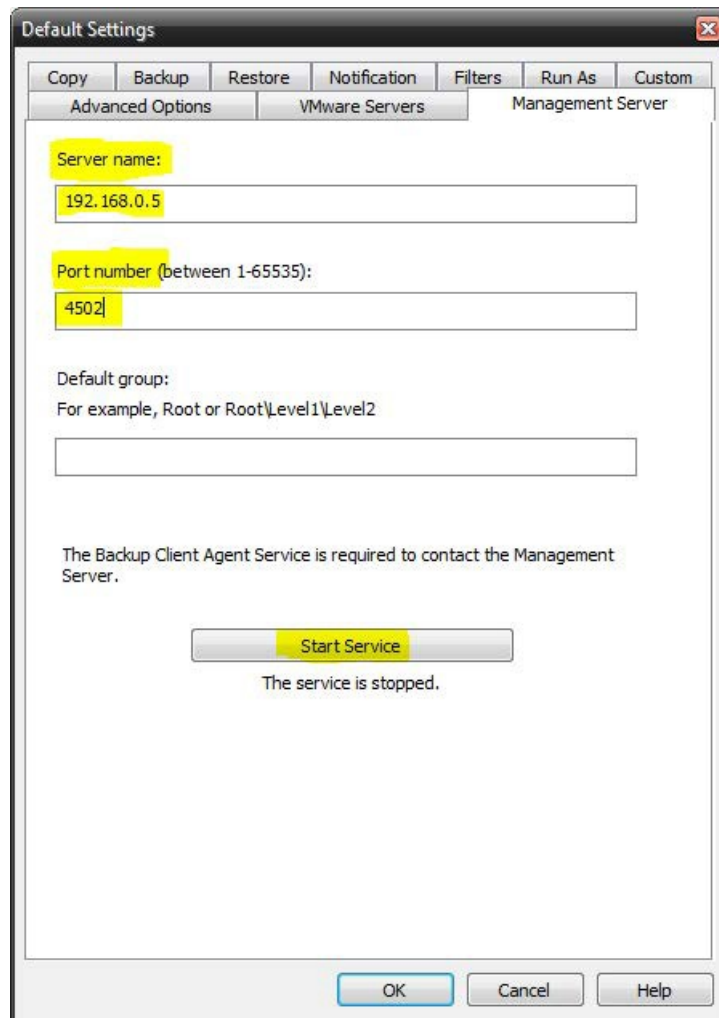 Default Settings
Copy Backup Restore Notification Filters Run As Custom
Advanced Options VMware Servers Management Server
Server name:
192.168.0.5
Port number (between 1-65535):
4502
Default group:
For example, Root or Root\Level1\Level2
The Backup Client Agent Service is required to contact the Management
Server.
Start Service
The service is stopped.
OK Cancel Help